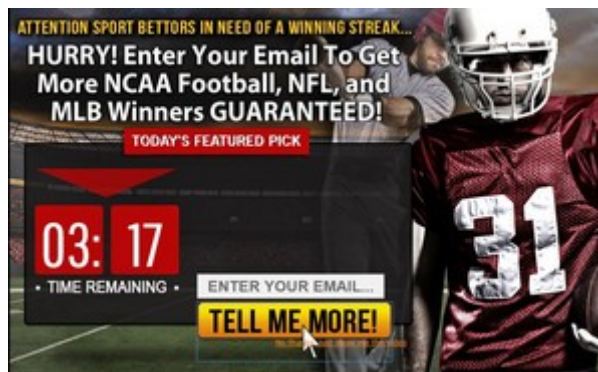 ATTENTION SPORT BETTORS IN NEED OF A WINNING STREAK...
HURRY! Enter Your Email To Get
More NCAA Football, NFL, and
MLB Winners GUARANTEED!
TODAY'S FEATURED PICK
03: 17
• TIME REMAINING •
ENTER YOUR EMAIL...
TELL ME MORE!
31